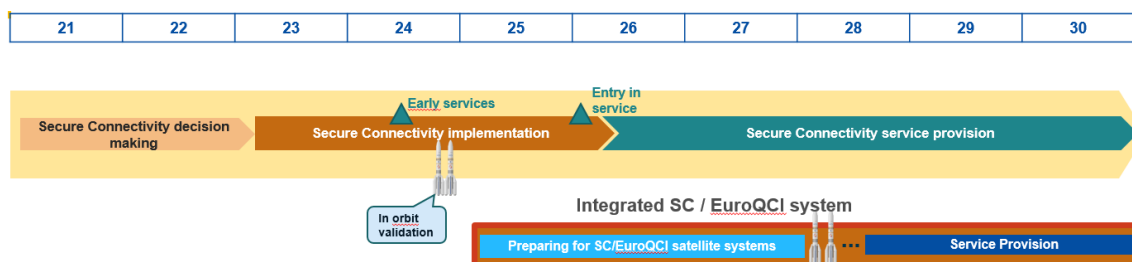 21 22 23 24 25 26 27 28 29 30
Early services
Entry in
service
Secure Connectivity decision
making
Secure Connectivity implementation
Secure Connectivity service provision
In orbit
validation
Integrated SC / EuroQCI system
Preparing for SC/EuroQCI satellite systems
...
Service Provision